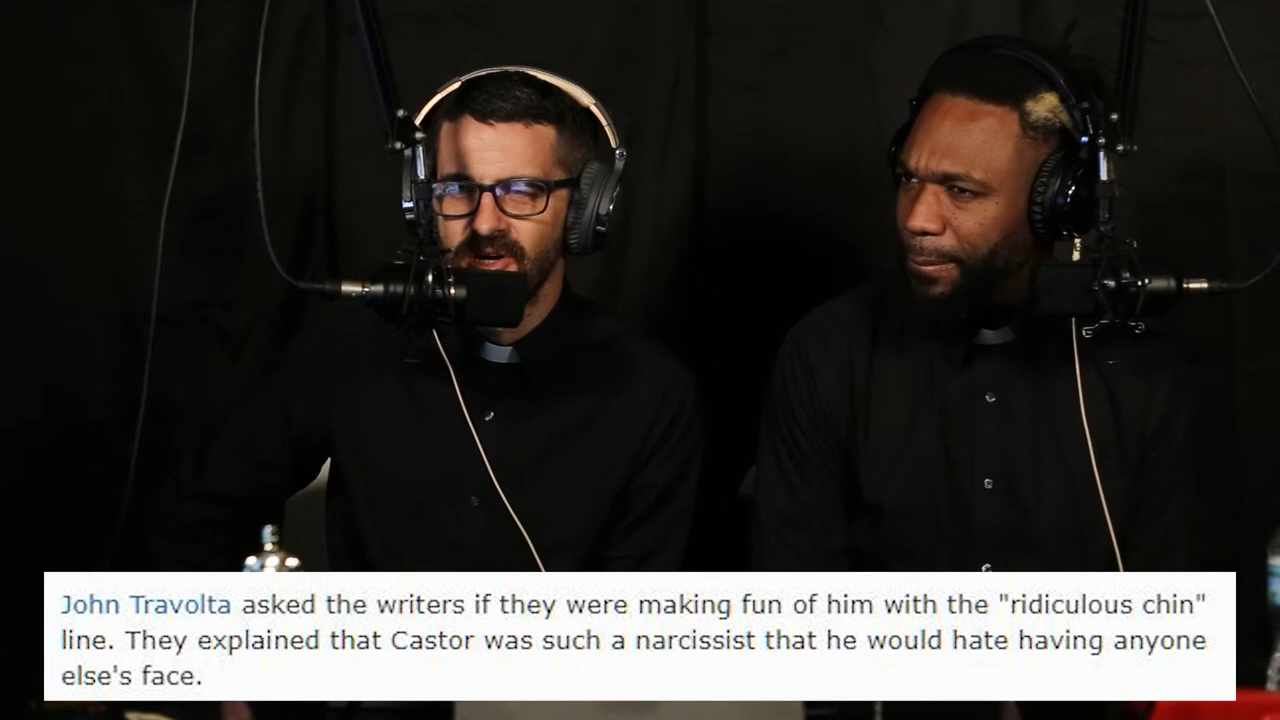 John Travolta asked the writers if they were making fun of him with the "ridiculous chin"
line. They explained that Castor was such a narcissist that he would hate having anyone
else's face.